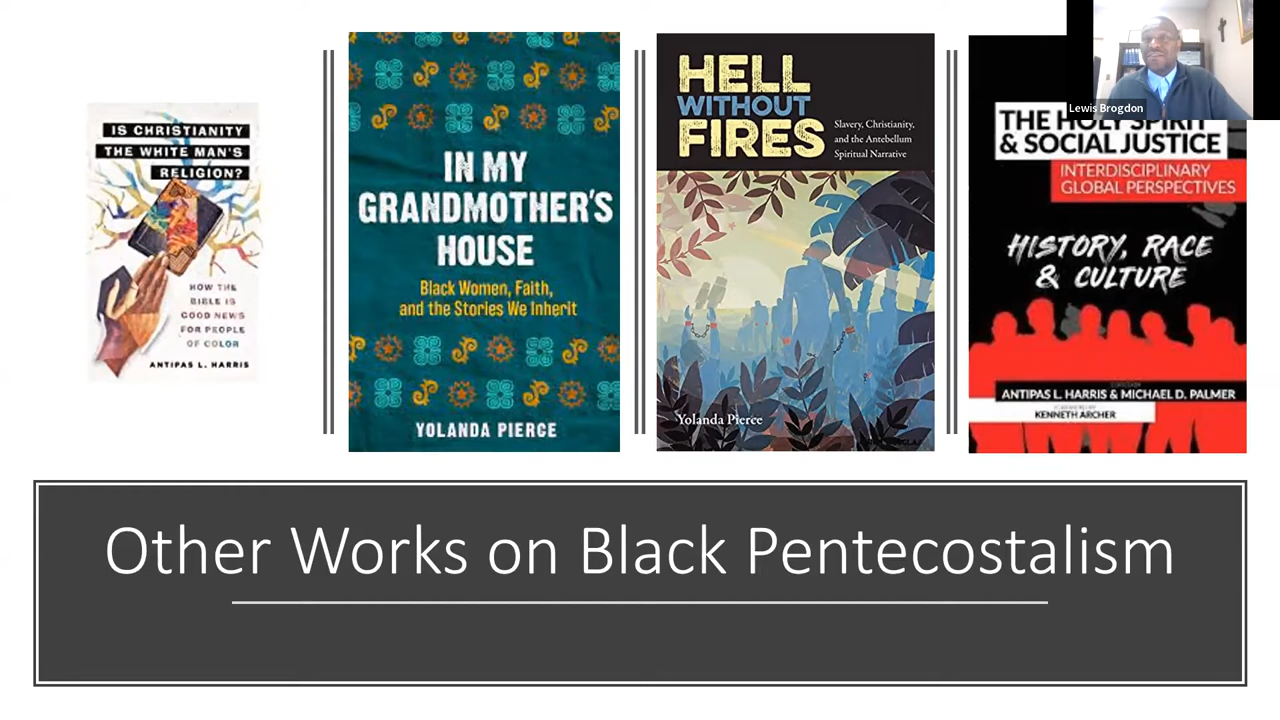 IS CHRISTIANITY
THE WHITE MAN'S
RELIGION?
HOW THE
BIBLE IS
GOOD NEWS
FOR PEOPLE
OF COLOR
ANTIPAS L. HARRIS
IN MY
GRANDMOTHER'S
HOUSE
Black Women, Faith,
and the Stories We Inherit
YOLANDA PIERCE
HELL
WITHOUT
FIRES
Slavery, Christianity,
and the Antebellum
Spiritual Narrative
Yolanda Pierce
Lewis Brogdon
THE HOLY SPIRIT
& SOCIAL JUSTICE
INTERDISCIPLINARY
GLOBAL PERSPECTIVES
HISTORY, RACE
& CULTURE
ANTIPAS L. HARRIS & MICHAEL D. PALMER
KENNETH ARCHER
Other Works on Black Pentecostalism